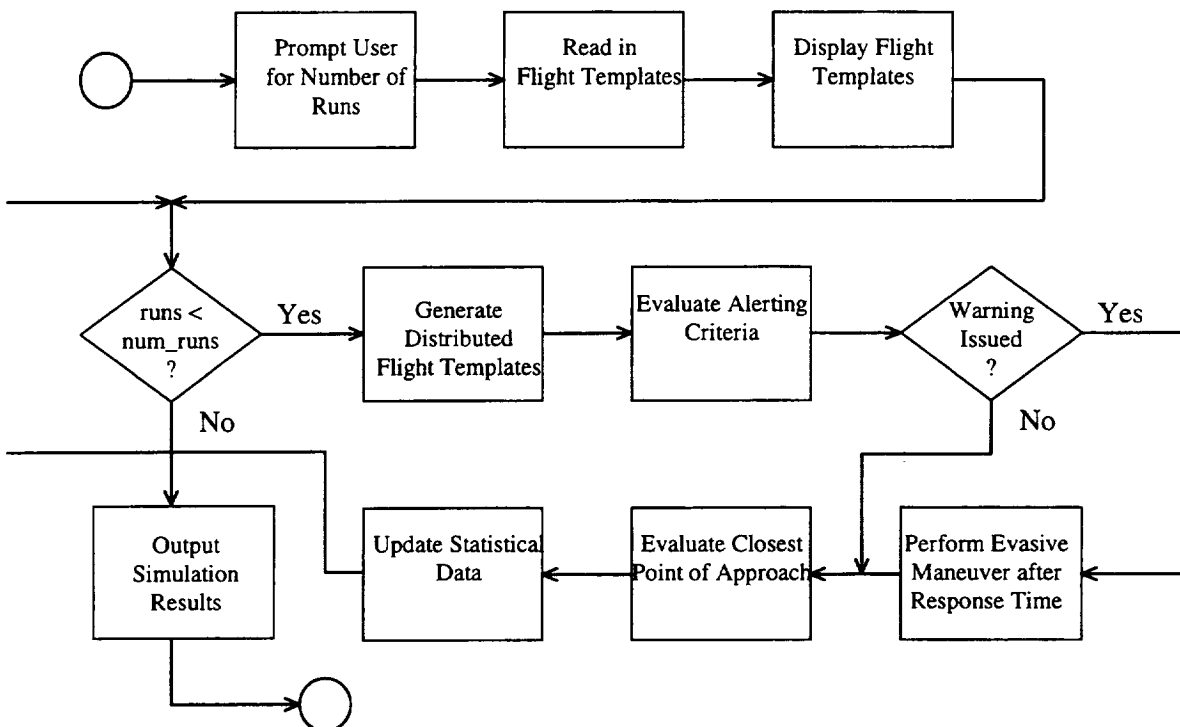 Prompt User
for Number of
Runs
Read in
Flight Templates
Display Flight
Templates
runs <
num_runs
?
Yes
Generate
Distributed
Flight Templates
Evaluate Alerting
Criteria
Warning
Issued
?
Yes
No
No
Output
Simulation
Results
Update Statistical
Data
Evaluate Closest
Point of Approach
Perform Evasive
Maneuver after
Response Time